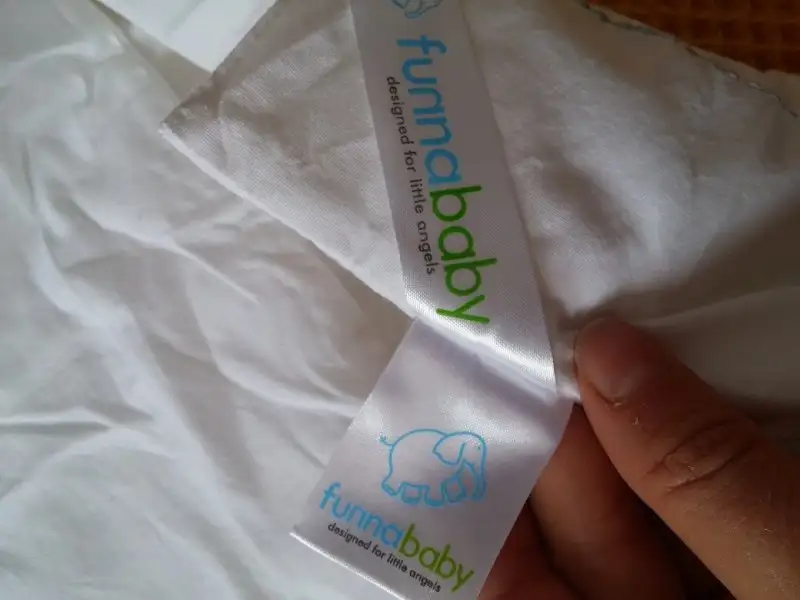 funnababy
designed for little angels
funnababy
designed for little angels